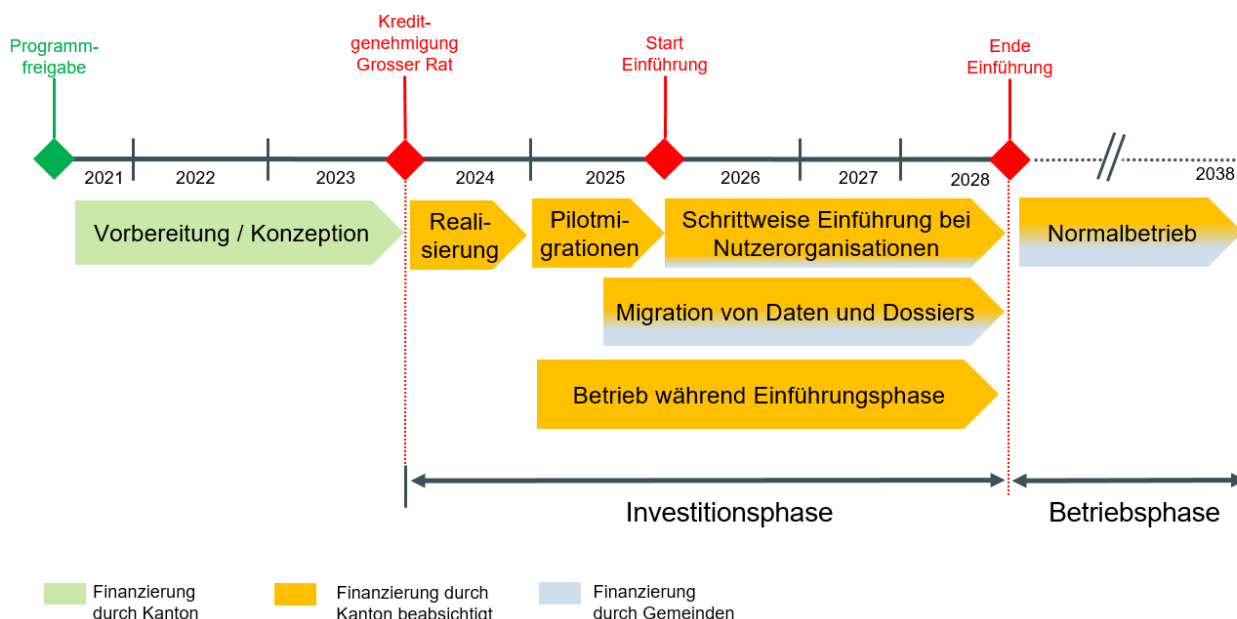 Programm-
freigabe
Kredit-
genehmigung
Grosser Rat
Start
Einführung
Ende
Einführung
2021
2022
2023
2024
2025
2026
2027
2028
2038
Vorbereitung / Konzeption
Reali-
sierung
Pilotmi-
grationen
Schrittweise Einführung bei
Nutzerorganisationen
Normalbetrieb
Migration von Daten und Dossiers
Betrieb während Einführungsphase
Investitionsphase
Betriebsphase
Finanzierung
durch Kanton
Finanzierung durch
Kanton beabsichtigt
Finanzierung
durch Gemeinden